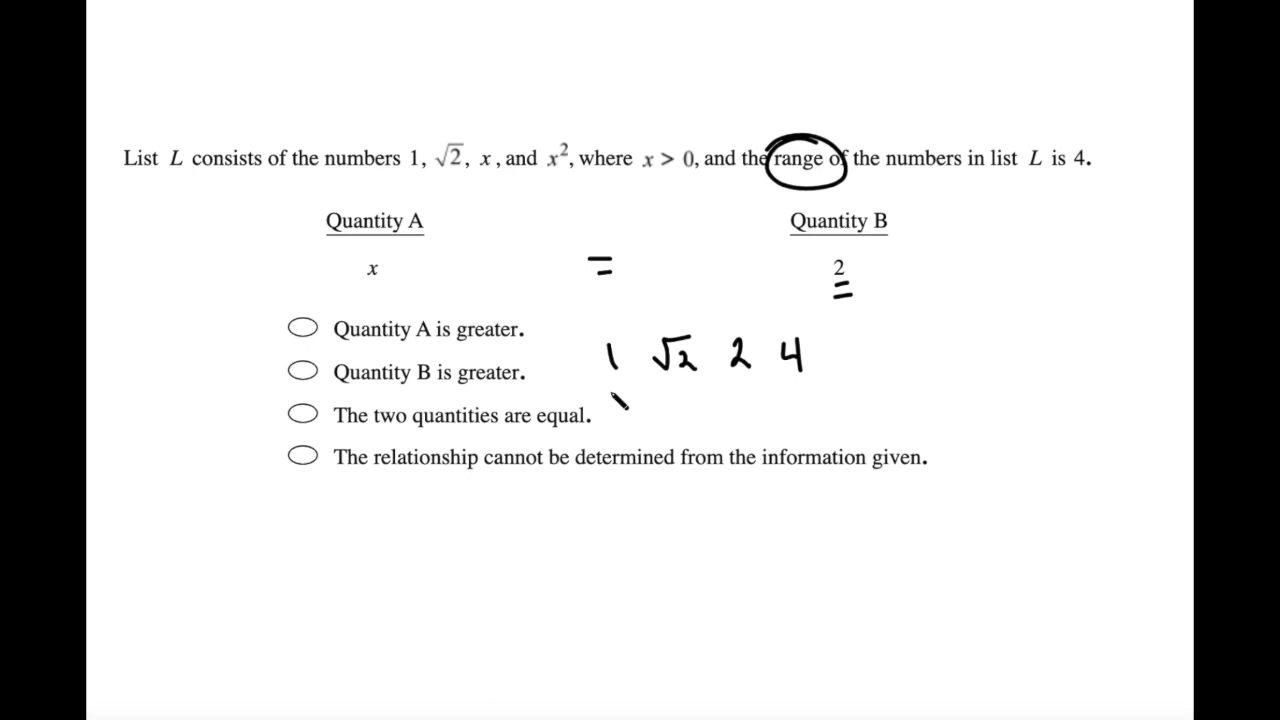 List L consists of the numbers 1, √2, x, and x², where x > 0, and the range of the numbers in list L is 4.
Quantity A Quantity B
x = 2
Quantity A is greater.
1 √2 2 4
Quantity B is greater.
The two quantities are equal.
The relationship cannot be determined from the information given.